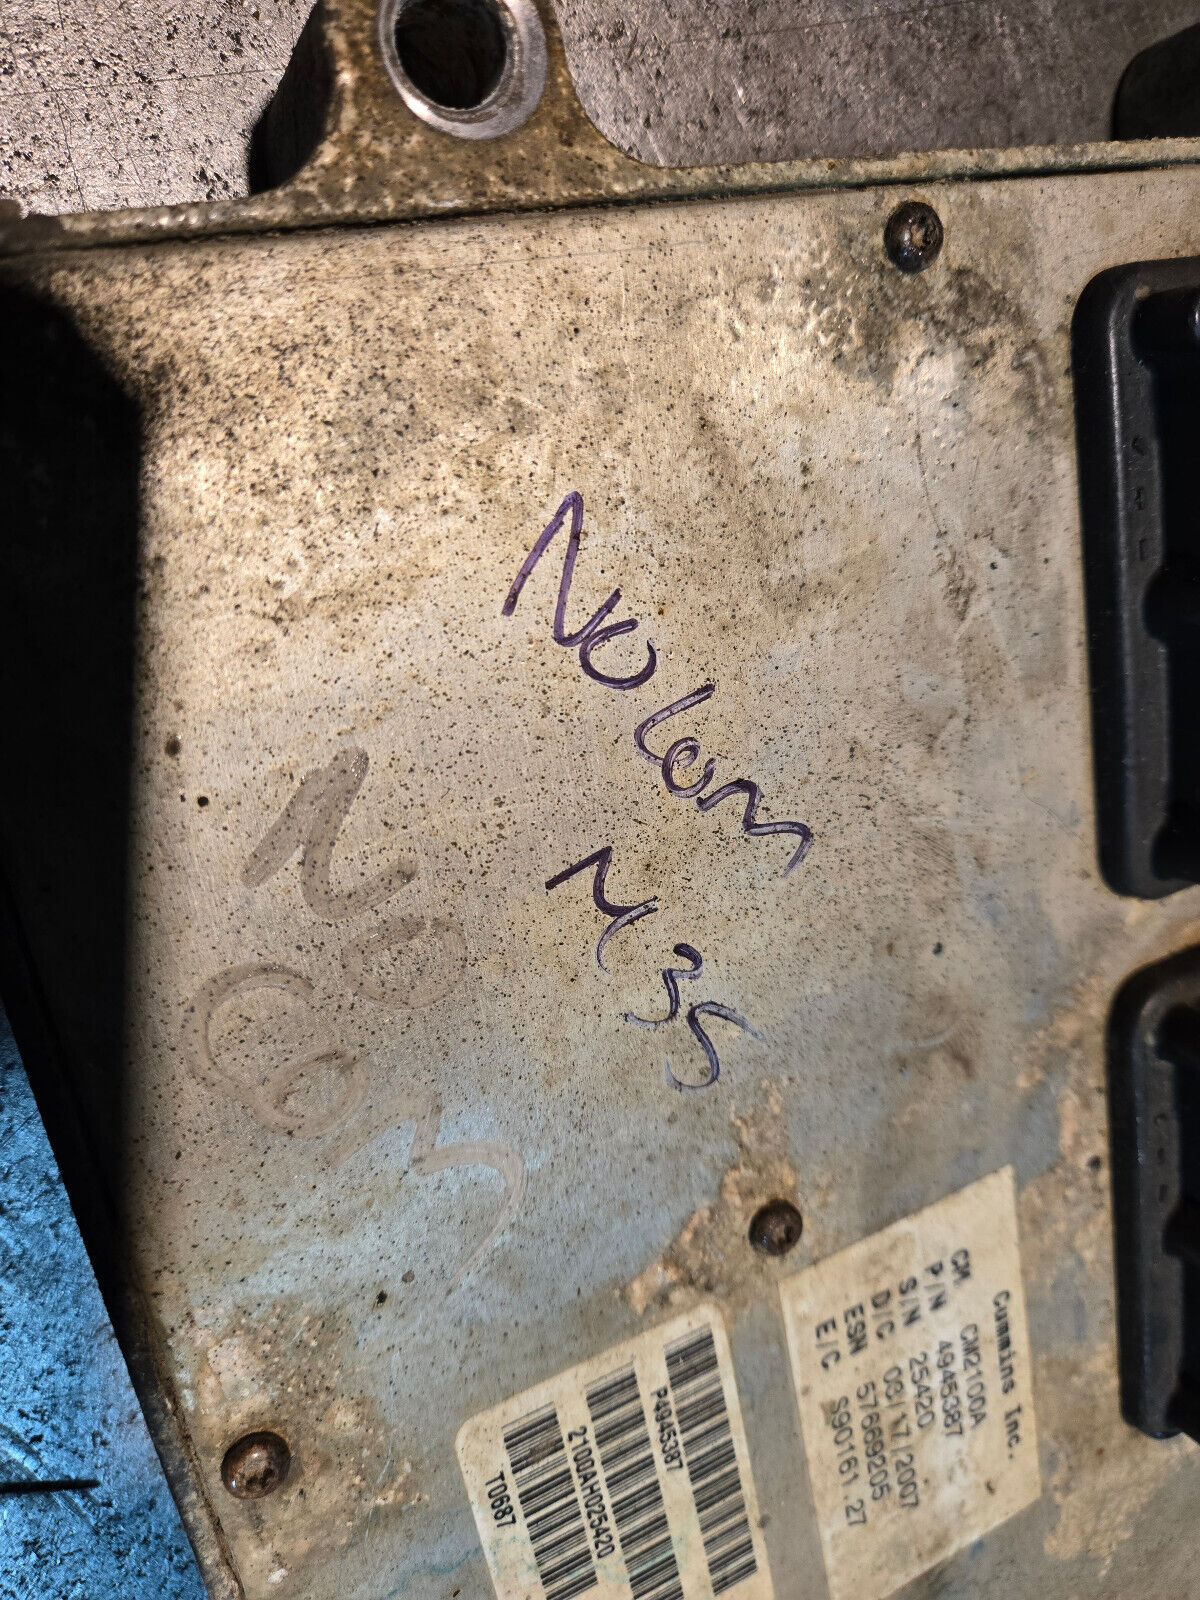 NO com
M35
NO
COM
Cummins Inc.
CM CM2100A
P/N 4945387
S/N 25420
D/C 03/17/2007
ESN 57669205
E/C S90161.27
P4945387
2100AH025420
T0687